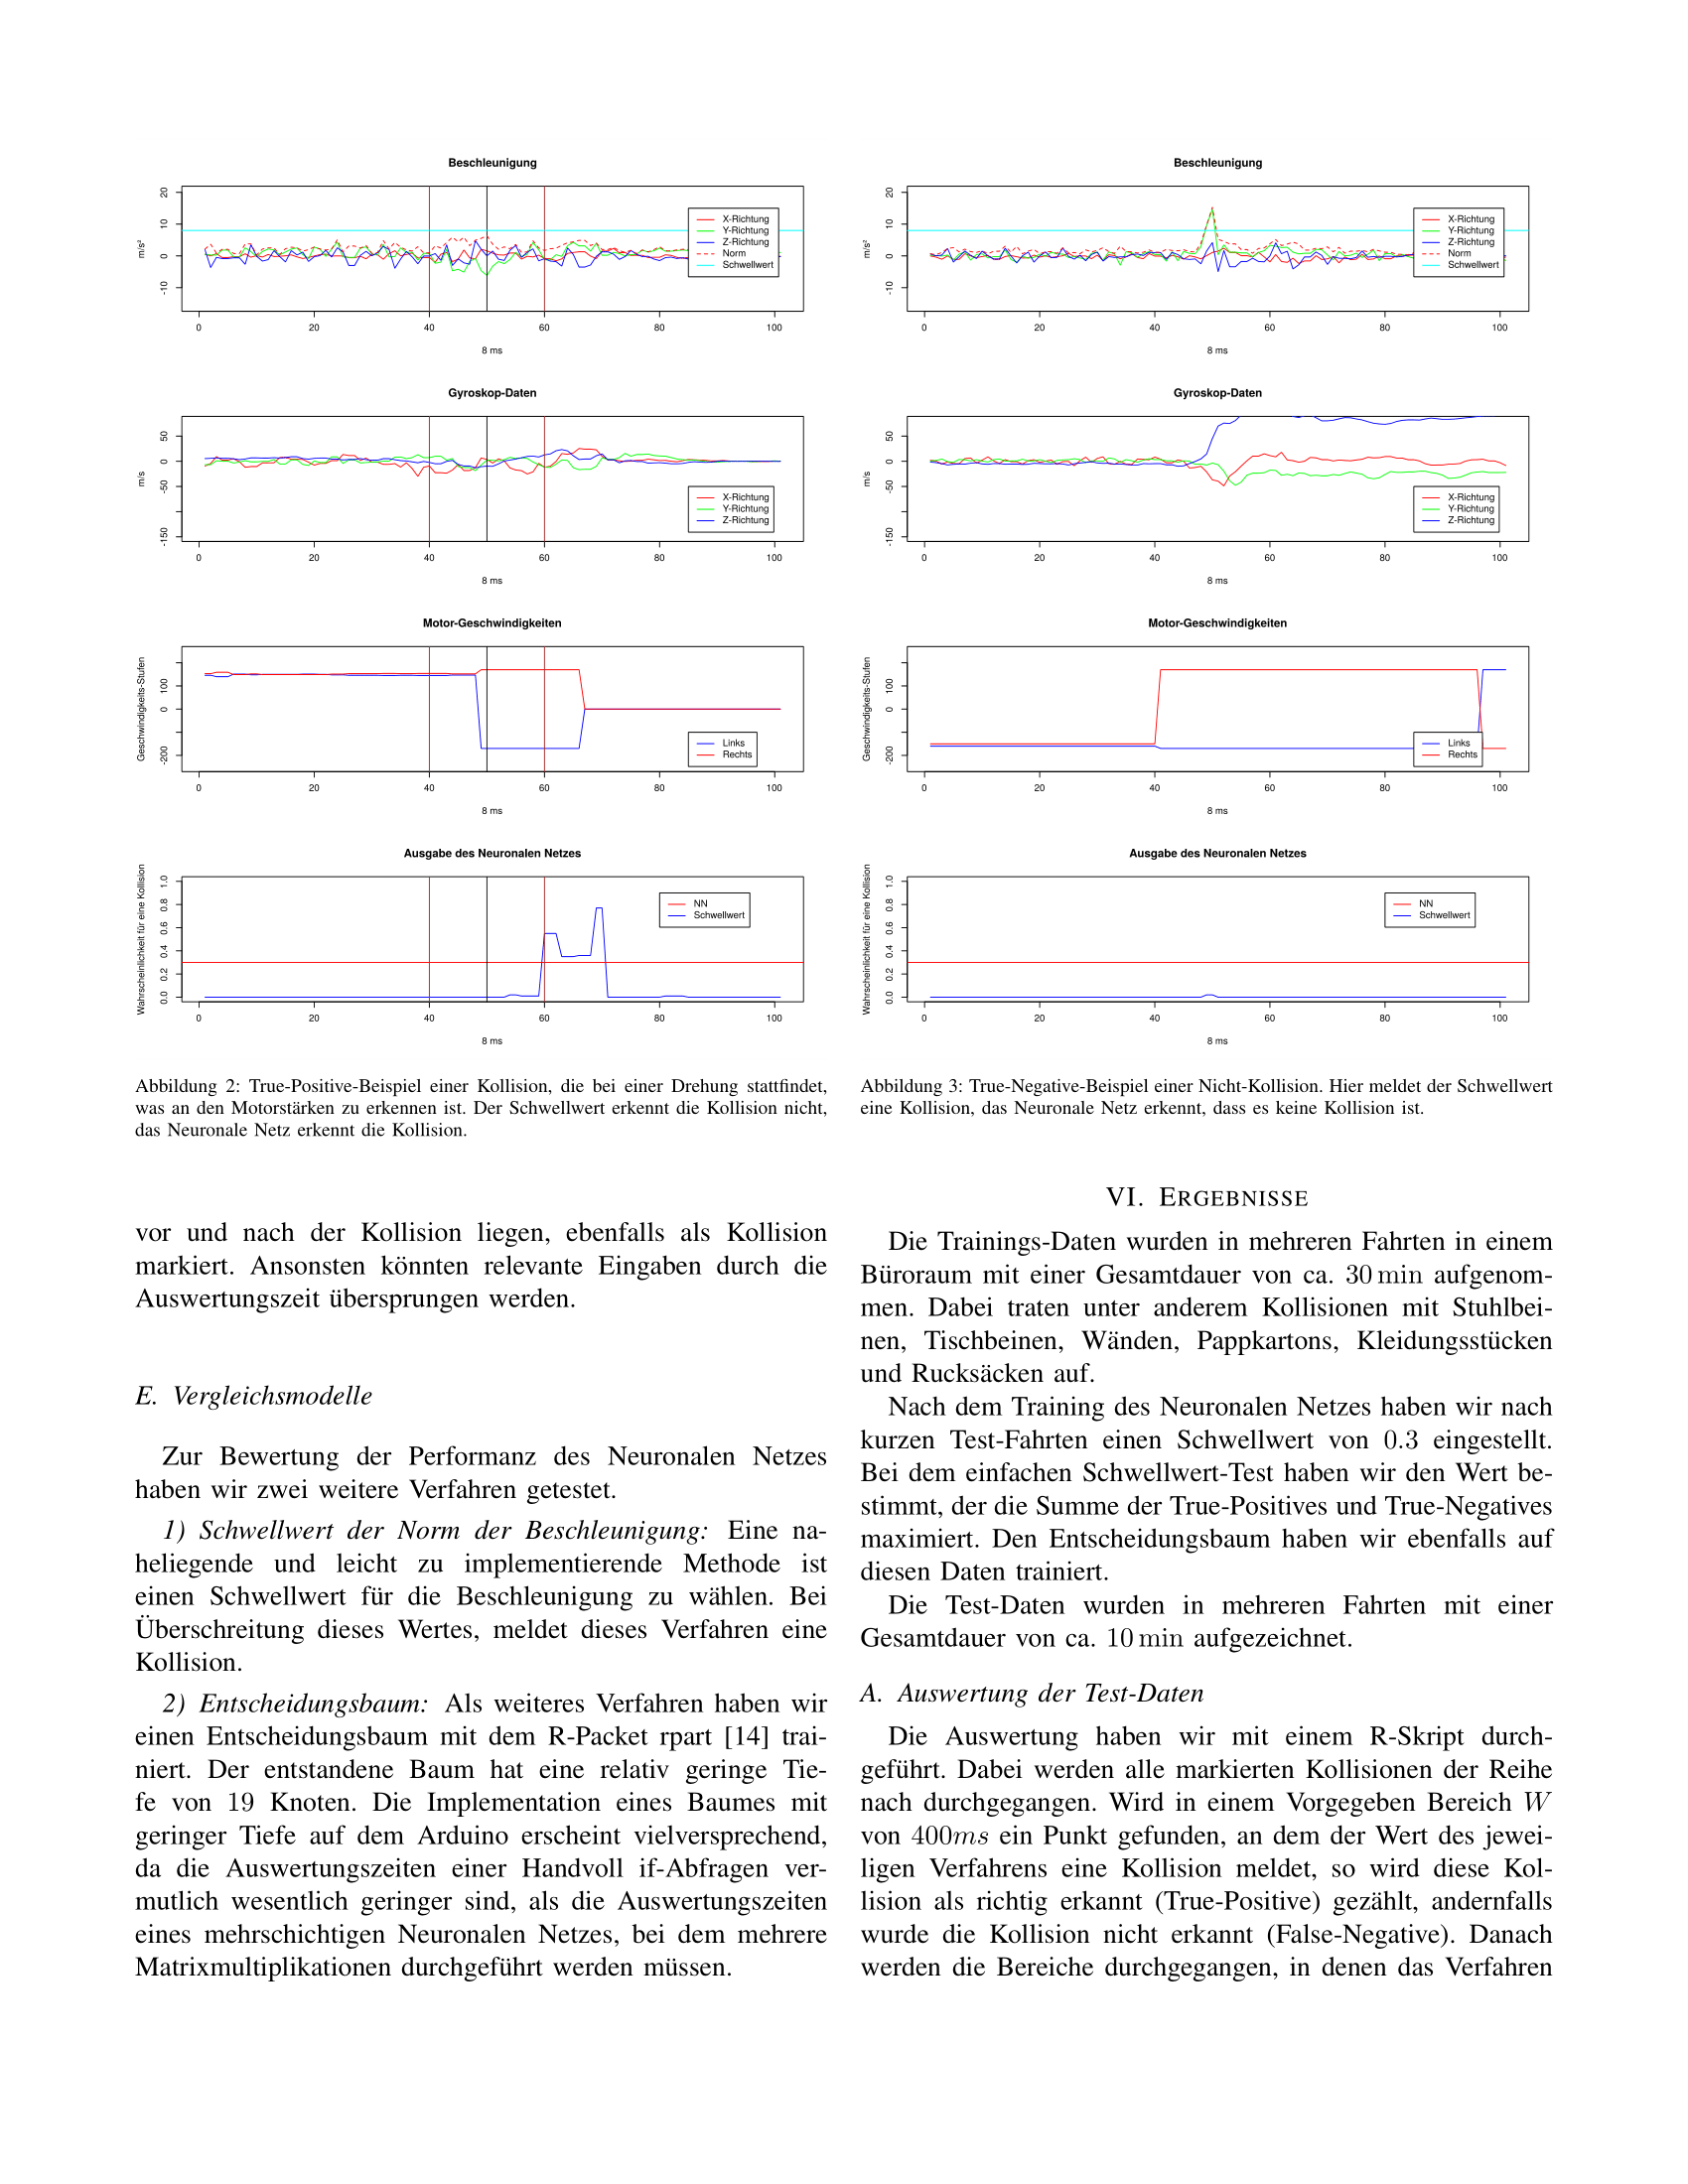 Beschleunigung
m/s²
20
10
0
-10
X-Richtung
Y-Richtung
Z-Richtung
Norm
Schwellwert
0 20 40 60 80 100
8 ms
Gyroskop-Daten
m/s
50
0
-50
-150
X-Richtung
Y-Richtung
Z-Richtung
0 20 40 60 80 100
8 ms
Motor-Geschwindigkeiten
Geschwindigkeits-Stufen
100
0
-200
Links
Rechts
0 20 40 60 80 100
8 ms
Ausgabe des Neuronalen Netzes
Wahrscheinlichkeit für eine Kollision
1.0
0.8
0.6
0.4
0.2
0.0
NN
Schwellwert
0 20 40 60 80 100
8 ms
Abbildung 2: True-Positive-Beispiel einer Kollision, die bei einer Drehung stattfindet,
was an den Motorstärken zu erkennen ist. Der Schwellwert erkennt die Kollision nicht,
das Neuronale Netz erkennt die Kollision.
vor und nach der Kollision liegen, ebenfalls als Kollision
markiert. Ansonsten könnten relevante Eingaben durch die
Auswertungszeit übersprungen werden.
E. Vergleichsmodelle
Zur Bewertung der Performanz des Neuronalen Netzes
haben wir zwei weitere Verfahren getestet.
1) Schwellwert der Norm der Beschleunigung: Eine na-
heliegende und leicht zu implementierende Methode ist
einen Schwellwert für die Beschleunigung zu wählen. Bei
Überschreitung dieses Wertes, meldet dieses Verfahren eine
Kollision.
2) Entscheidungsbaum: Als weiteres Verfahren haben wir
einen Entscheidungsbaum mit dem R-Packet rpart [14] trai-
niert. Der entstandene Baum hat eine relativ geringe Tie-
fe von 19 Knoten. Die Implementation eines Baumes mit
geringer Tiefe auf dem Arduino erscheint vielversprechend,
da die Auswertungszeiten einer Handvoll if-Abfragen ver-
mutlich wesentlich geringer sind, als die Auswertungszeiten
eines mehrschichtigen Neuronalen Netzes, bei dem mehrere
Matrixmultiplikationen durchgeführt werden müssen.
Beschleunigung
m/s²
20
10
0
-10
X-Richtung
Y-Richtung
Z-Richtung
Norm
Schwellwert
0 20 40 60 80 100
8 ms
Gyroskop-Daten
m/s
50
0
-50
-150
X-Richtung
Y-Richtung
Z-Richtung
0 20 40 60 80 100
8 ms
Motor-Geschwindigkeiten
Geschwindigkeits-Stufen
100
0
-200
Links
Rechts
0 20 40 60 80 100
8 ms
Ausgabe des Neuronalen Netzes
Wahrscheinlichkeit für eine Kollision
1.0
0.8
0.6
0.4
0.2
0.0
NN
Schwellwert
0 20 40 60 80 100
8 ms
Abbildung 3: True-Negative-Beispiel einer Nicht-Kollision. Hier meldet der Schwellwert
eine Kollision, das Neuronale Netz erkennt, dass es keine Kollision ist.
VI. ERGEBNISSE
Die Trainings-Daten wurden in mehreren Fahrten in einem
Büroraum mit einer Gesamtdauer von ca. 30 min aufgenom-
men. Dabei traten unter anderem Kollisionen mit Stuhlbei-
nen, Tischbeinen, Wänden, Pappkartons, Kleidungsstücken
und Rucksäcken auf.
Nach dem Training des Neuronalen Netzes haben wir nach
kurzen Test-Fahrten einen Schwellwert von 0.3 eingestellt.
Bei dem einfachen Schwellwert-Test haben wir den Wert be-
stimmt, der die Summe der True-Positives und True-Negatives
maximiert. Den Entscheidungsbaum haben wir ebenfalls auf
diesen Daten trainiert.
Die Test-Daten wurden in mehreren Fahrten mit einer
Gesamtdauer von ca. 10 min aufgezeichnet.
A. Auswertung der Test-Daten
Die Auswertung haben wir mit einem R-Skript durch-
geführt. Dabei werden alle markierten Kollisionen der Reihe
nach durchgegangen. Wird in einem Vorgegeben Bereich W
von 400ms ein Punkt gefunden, an dem der Wert des jewei-
ligen Verfahrens eine Kollision meldet, so wird diese Kol-
lision als richtig erkannt (True-Positive) gezählt, andernfalls
wurde die Kollision nicht erkannt (False-Negative). Danach
werden die Bereiche durchgegangen, in denen das Verfahren